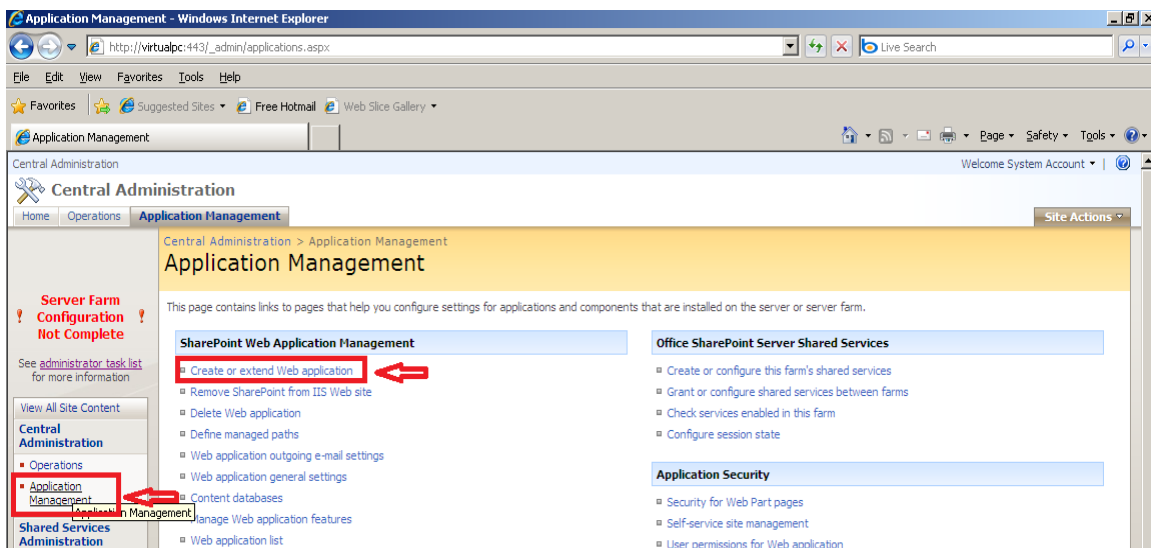 Application Management - Windows Internet Explorer
http://virtualpc:443/_admin/applications.aspx
Live Search
File Edit View Favorites Tools Help
Favorites Suggested Sites Free Hotmail Web Slice Gallery
Application Management
Page Safety Tools
Central Administration
Welcome System Account
Central Administration
Home Operations Application Management
Site Actions
Central Administration > Application Management
Application Management
Server Farm
! Configuration !
Not Complete
See administrator task list
for more information
View All Site Content
Central
Administration
Operations
Application
Management
Application Management
Shared Services
Administration
This page contains links to pages that help you configure settings for applications and components that are installed on the server or server farm.
SharePoint Web Application Management
Create or extend Web application
Remove SharePoint from IIS Web site
Delete Web application
Define managed paths
Web application outgoing e-mail settings
Web application general settings
Content databases
Manage Web application features
Web application list
Office SharePoint Server Shared Services
Create or configure this farm's shared services
Grant or configure shared services between farms
Check services enabled in this farm
Configure session state
Application Security
Security for Web Part pages
Self-service site management
User permissions for Web application